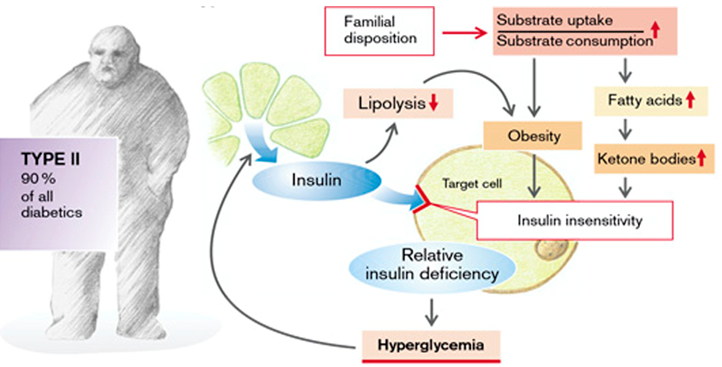 Familial
disposition
Substrate uptake
Substrate consumption
Lipolysis
Fatty acids
Obesity
Ketone bodies
TYPE II
90 %
of all
diabetics
Insulin
Target cell
Insulin insensitivity
Relative
insulin deficiency
Hyperglycemia